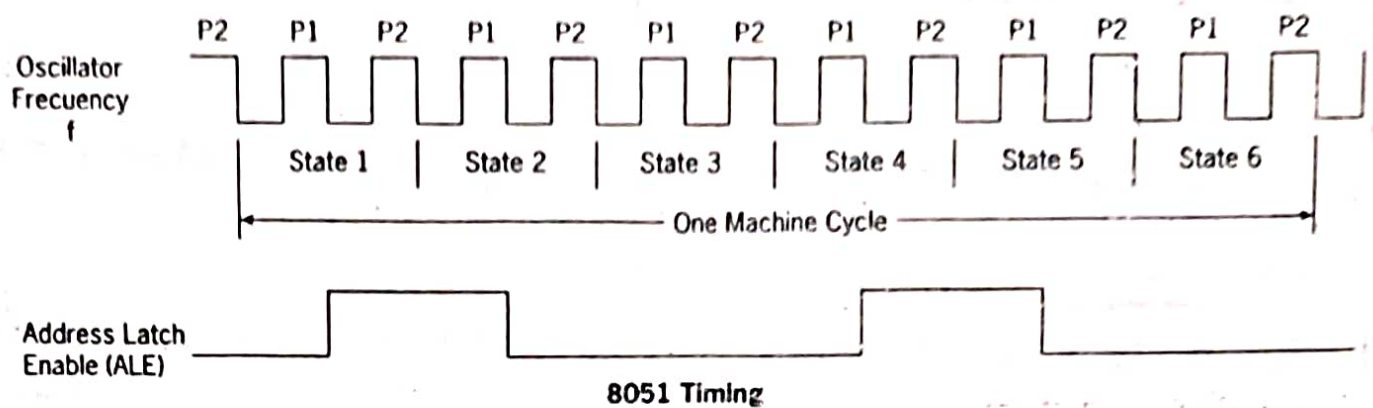 P2 P1 P2 P1 P2 P1 P2 P1 P2 P1 P2 P1 P2
Oscillator
Frecuency
f
State 1 State 2 State 3 State 4 State 5 State 6
One Machine Cycle
Address Latch
Enable (ALE)
8051 Timing